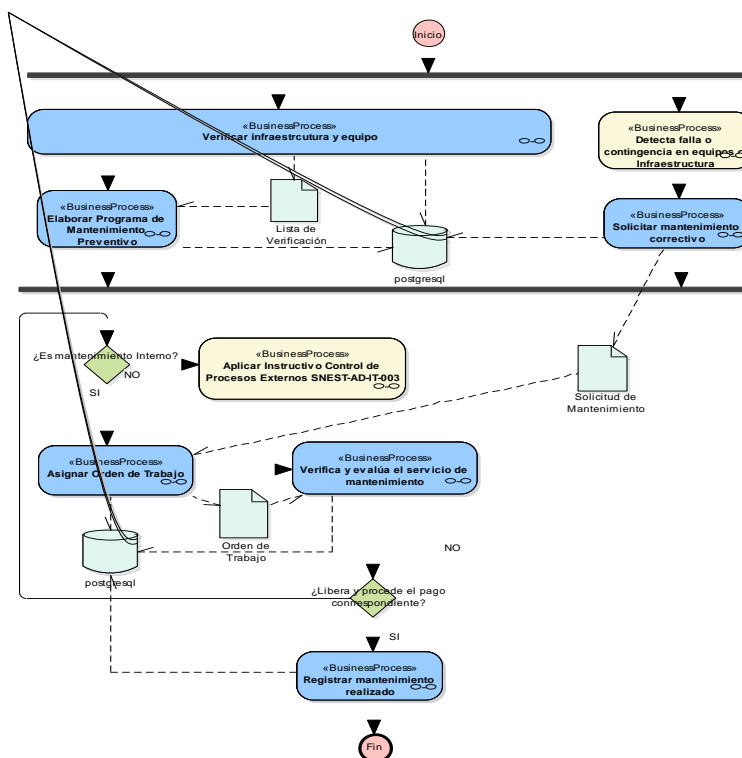 Inicio
«BusinessProcess»
Verificar infraestrcutura y equipo
«BusinessProcess»
Detecta falla o
contingencia en equipos o
Infraestructura
«BusinessProcess»
Elaborar Programa de
Mantenimiento
Preventivo
Lista de
Verificación
«BusinessProcess»
Solicitar mantenimiento
correctivo
postgresql
¿Es mantenimiento Interno?
NO
SI
«BusinessProcess»
Aplicar Instructivo Control de
Procesos Externos SNEST-AD-IT-003
Solicitud de
Mantenimiento
«BusinessProcess»
Asignar Orden de Trabajo
«BusinessProcess»
Verifica y evalúa el servicio de
mantenimiento
Orden de
Trabajo
postgresql
NO
¿Libera y procede el pago
conrrespondiente?
SI
«BusinessProcess»
Registrar mantenimiento
realizado
Fin